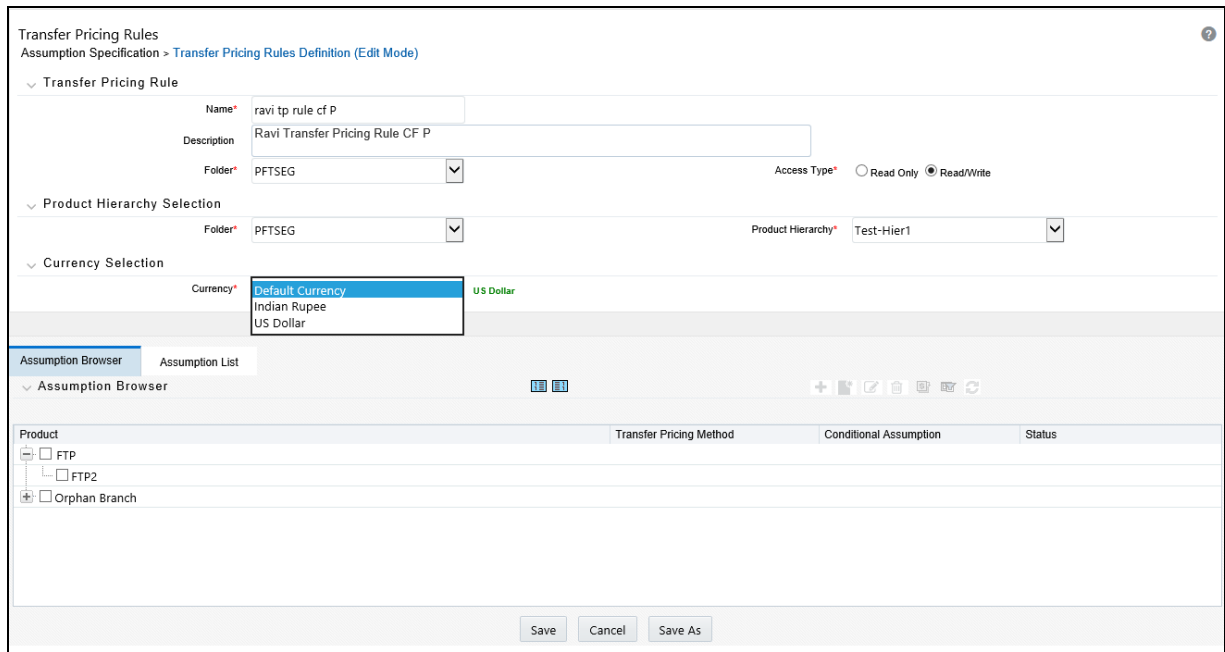 Transfer Pricing Rules
?
Assumption Specification > Transfer Pricing Rules Definition (Edit Mode)
Transfer Pricing Rule
Name* ravi tp rule cf P
Description Ravi Transfer Pricing Rule CF P
Folder* PFTSEG Access Type* Read Only Read/Write
Product Hierarchy Selection
Folder* PFTSEG Product Hierarchy* Test-Hier1
Currency Selection
Currency* Default Currency US Dollar
Indian Rupee
US Dollar
Assumption Browser Assumption List
Assumption Browser
Product Transfer Pricing Method Conditional Assumption Status
FTP
FTP2
Orphan Branch
Save Cancel Save As